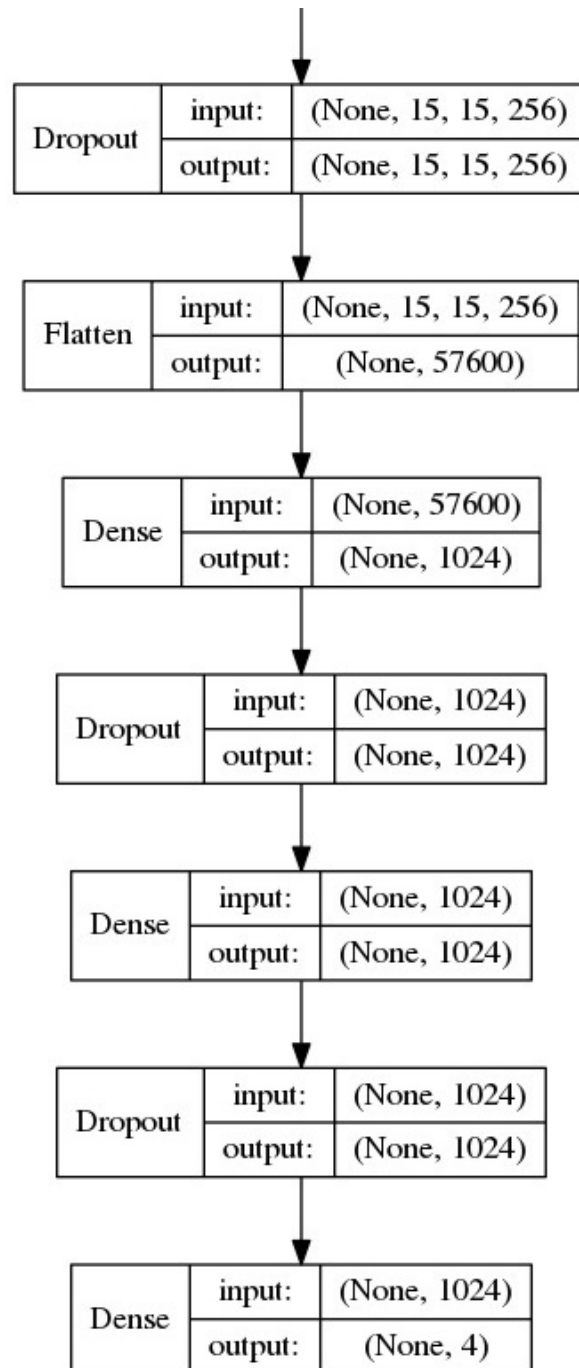 Dropout
input: (None, 15, 15, 256)
output: (None, 15, 15, 256)
Flatten
input: (None, 15, 15, 256)
output: (None, 57600)
Dense
input: (None, 57600)
output: (None, 1024)
Dropout
input: (None, 1024)
output: (None, 1024)
Dense
input: (None, 1024)
output: (None, 1024)
Dropout
input: (None, 1024)
output: (None, 1024)
Dense
input: (None, 1024)
output: (None, 4)